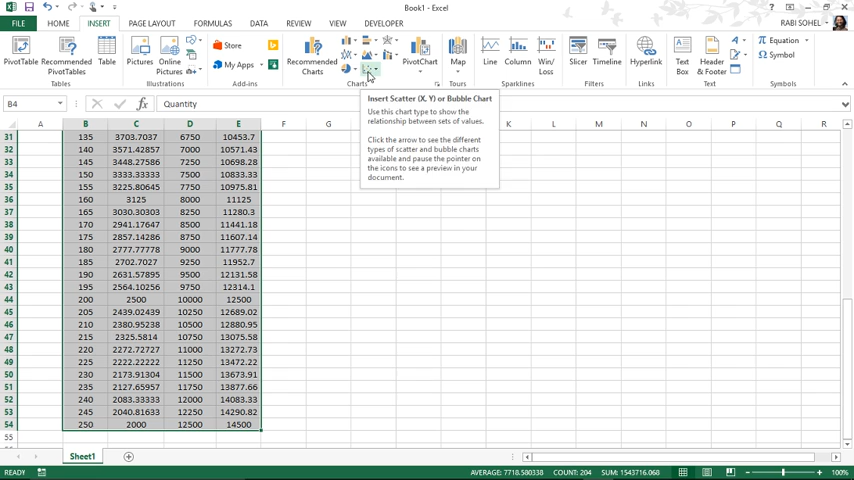 Book1 - Excel
?
FILE HOME INSERT PAGE LAYOUT FORMULAS DATA REVIEW VIEW DEVELOPER RABI SOHEL
PivotTable Recommended PivotTables Table
Pictures Online Pictures
Store
My Apps
Recommended Charts
PivotChart
Map
Line Column Win/Loss
Slicer Timeline
Hyperlink
Text Box Header & Footer
π Equation
Ω Symbol
Tables Illustrations Add-ins Charts Tours Sparklines Filters Links Text Symbols
B4 fx Quantity
Insert Scatter (X, Y) or Bubble Chart
Use this chart type to show the
relationship between sets of values.
Click the arrow to see the different
types of scatter and bubble charts
available and pause the pointer on
the icons to see a preview in your
document.
A B C D E F G H K L M N O P Q R
31 135 3703.7037 6750 10453.7
32 140 3571.42857 7000 10571.43
33 145 3448.27586 7250 10698.28
34 150 3333.33333 7500 10833.33
35 155 3225.80645 7750 10975.81
36 160 3125 8000 11125
37 165 3030.30303 8250 11280.3
38 170 2941.17647 8500 11441.18
39 175 2857.14286 8750 11607.14
40 180 2777.77778 9000 11777.78
41 185 2702.7027 9250 11952.7
42 190 2631.57895 9500 12131.58
43 195 2564.10256 9750 12314.1
44 200 2500 10000 12500
45 205 2439.02439 10250 12689.02
46 210 2380.95238 10500 12880.95
47 215 2325.5814 10750 13075.58
48 220 2272.72727 11000 13272.73
49 225 2222.22222 11250 13472.22
50 230 2173.91304 11500 13673.91
51 235 2127.65957 11750 13877.66
52 240 2083.33333 12000 14083.33
53 245 2040.81633 12250 14290.82
54 250 2000 12500 14500
55
Sheet1
READY AVERAGE: 7718.580338 COUNT: 204 SUM: 1543716.068 100%